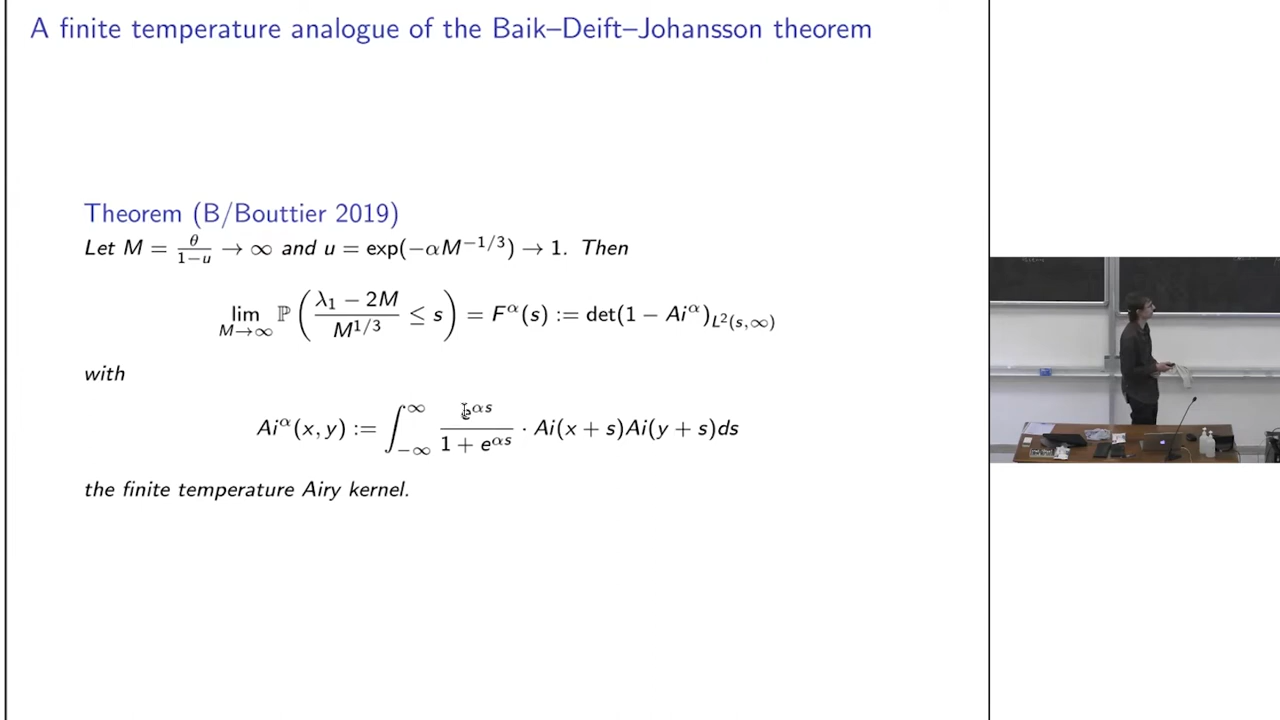 A finite temperature analogue of the Baik–Deift–Johansson theorem
Theorem (B/Bouttier 2019)
Let M = θ/(1−u) → ∞ and u = exp(−αM^{−1/3}) → 1. Then
lim_{M→∞} ℙ((λ₁ − 2M)/M^{1/3} ≤ s) = F^α(s) := det(1 − Ai^α)_{L²(s,∞)}
with
Ai^α(x, y) := ∫_{−∞}^{∞} e^{αs}/(1 + e^{αs}) · Ai(x + s)Ai(y + s)ds
the finite temperature Airy kernel.